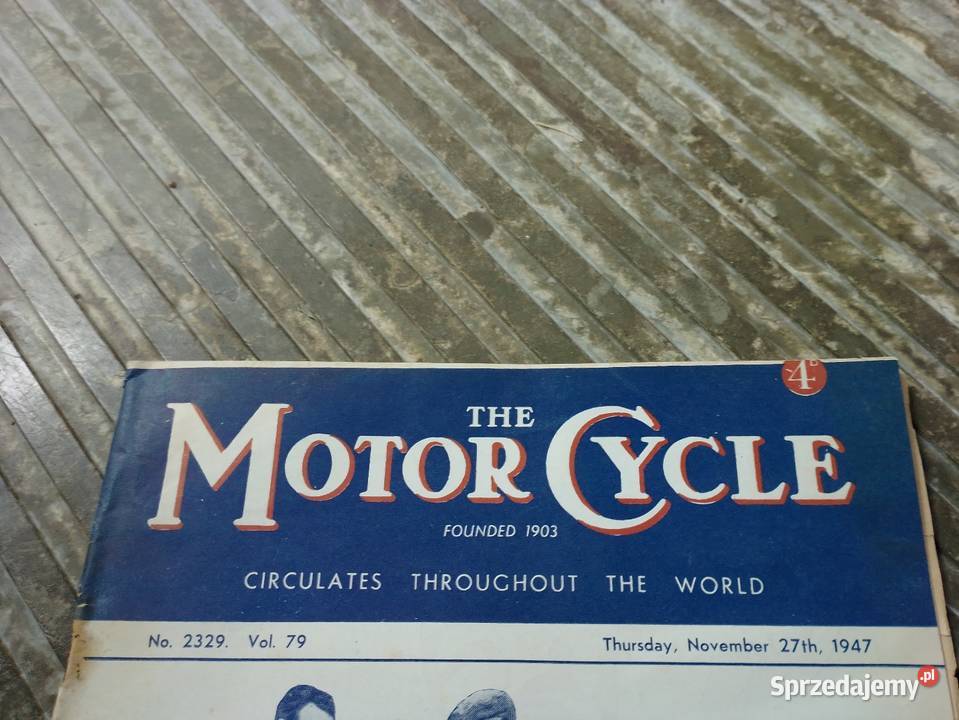 4D
THE
MOTOR CYCLE
FOUNDED 1903
CIRCULATES THROUGHOUT THE WORLD
No. 2329. Vol. 79
Thursday, November 27th, 1947
Sprzedajemy.pl